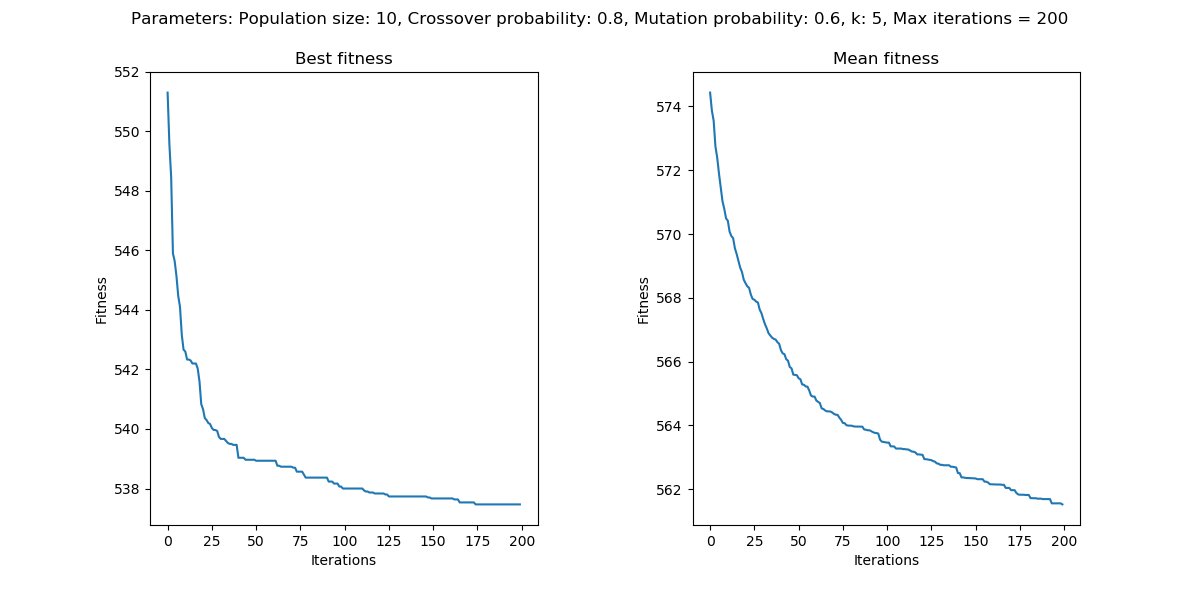 Parameters: Population size: 10, Crossover probability: 0.8, Mutation probability: 0.6, k: 5, Max iterations = 200
Best fitness
552
550
548
546
544
542
540
538
Fitness
0 25 50 75 100 125 150 175 200
Iterations
Mean fitness
574
572
570
568
566
564
562
Fitness
0 25 50 75 100 125 150 175 200
Iterations